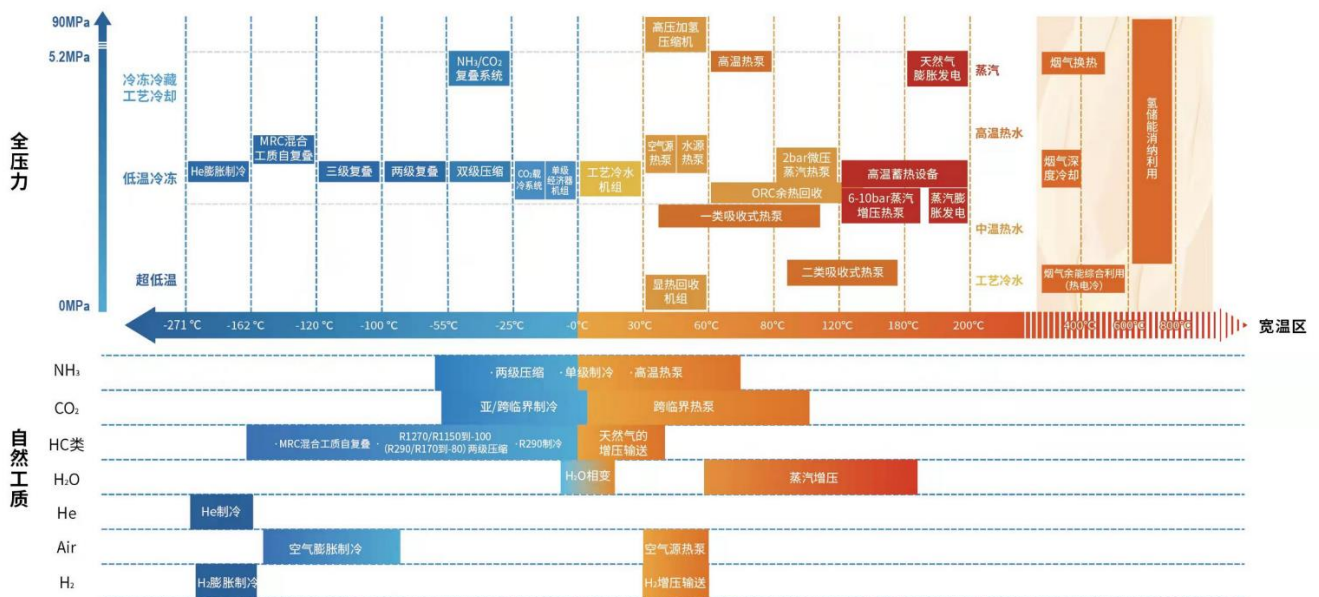 90MPa
5.2MPa
0MPa
全压力
冷冻冷藏
工艺冷却
低温冷冻
超低温
高压加氢
压缩机
NH₃/CO₂
复叠系统
高温热泵
天然气
膨胀发电
蒸汽
烟气换热
氢储能消纳利用
MRC混合
工质自复叠
空气源
热泵
水源
热泵
高温热水
He膨胀制冷
三级复叠
两级复叠
双级压缩
CO₂载
冷系统
单级
经济器
机组
工艺冷水
机组
2bar微压
蒸汽热泵
高温蓄热设备
烟气深
度冷却
ORC余热回收
6-10bar蒸汽
增压热泵
蒸汽膨
胀发电
一类吸收式热泵
中温热水
二类吸收式热泵
显热回收
机组
工艺冷水
烟气余能综合利用
(热电冷)
-271℃ -162℃ -120℃ -100℃ -55℃ -25℃ -0℃ 30℃ 60℃ 80℃ 120℃ 180℃ 200℃ 400℃ 600℃ 800℃
宽温区
自然工质
NH₃
·两级压缩 ·单级制冷 ·高温热泵
CO₂
亚/跨临界制冷
跨临界热泵
HC类
·MRC混合工质自复叠 ·
R1270/R1150到-100
(R290/R170到-80)两级压缩
·R290制冷
天然气的
增压输送
H₂O
H₂O相变
蒸汽增压
He
He制冷
Air
空气膨胀制冷
空气源热泵
H₂
H₂膨胀制冷
H₂增压输送